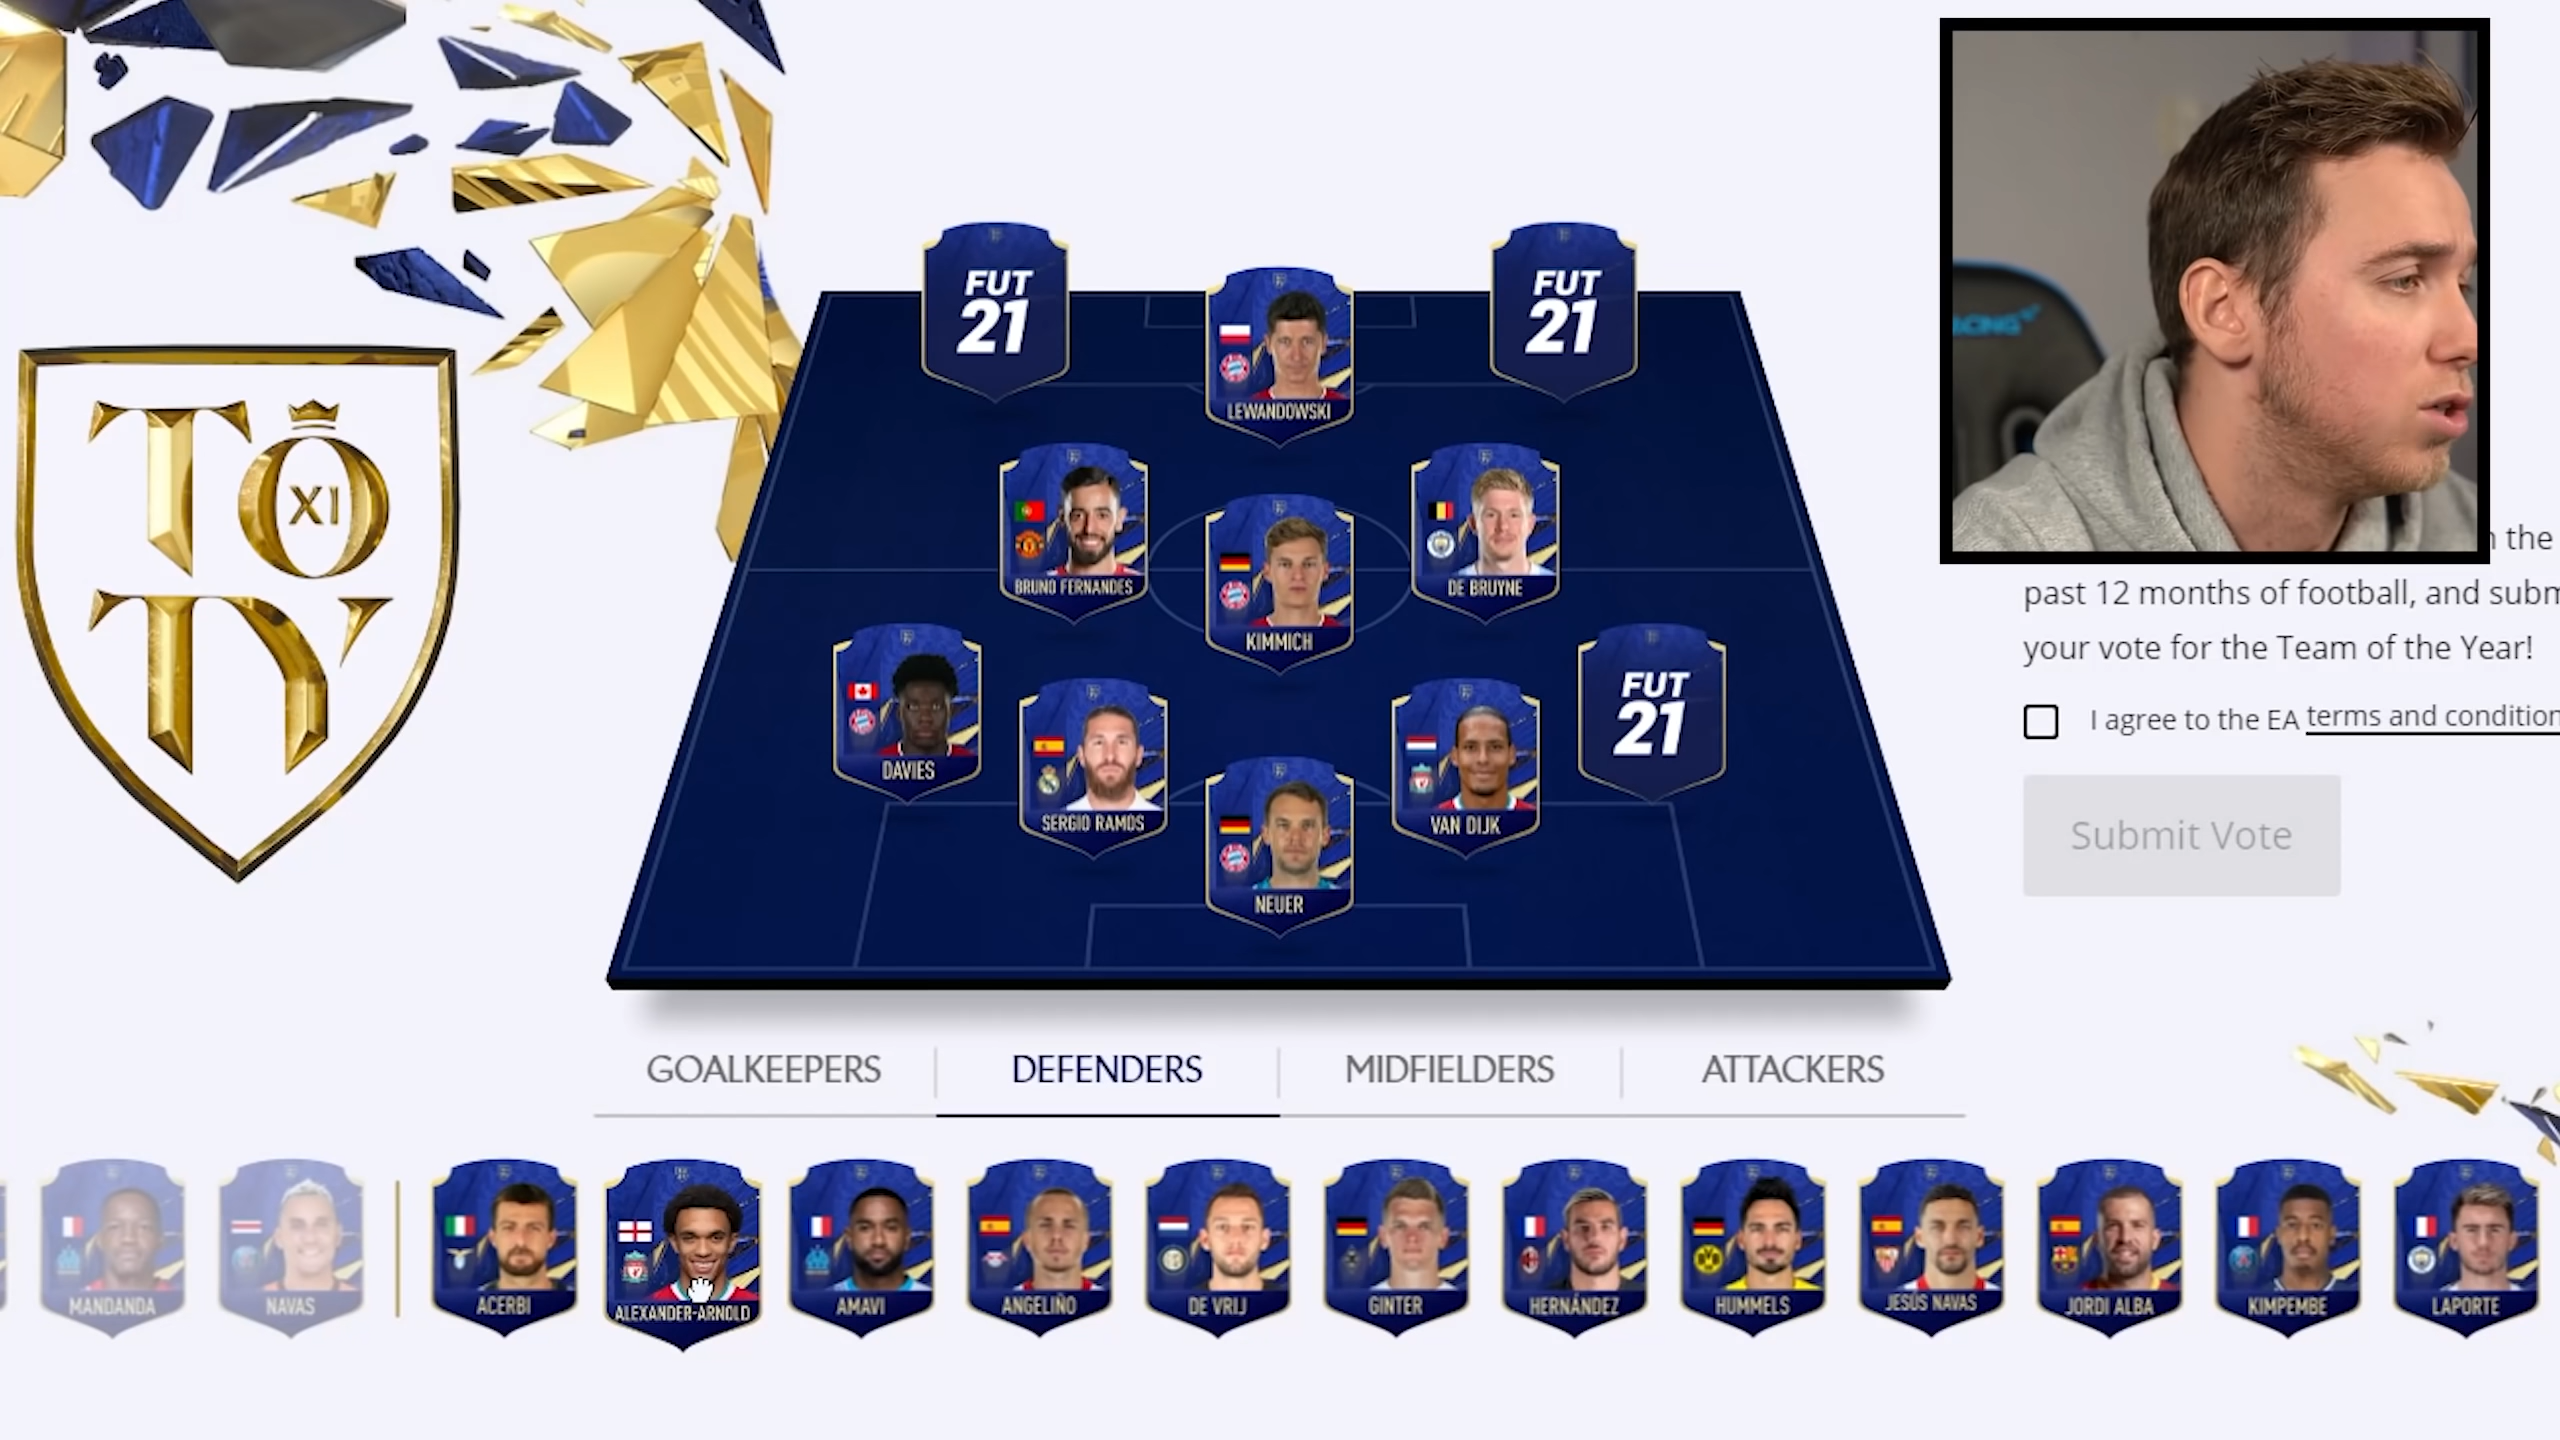 FUT
21
FUT
21
LEWANDOWSKI
BRUNO FERNANDES
KIMMICH
DE BRUYNE
DAVIES
SERGIO RAMOS
VAN DIJK
FUT
21
NEUER
TO
XI
TY
the
past 12 months of football, and subm
your vote for the Team of the Year!
I agree to the EA terms and condition
Submit Vote
GOALKEEPERS
DEFENDERS
MIDFIELDERS
ATTACKERS
MANDANDA
NAVAS
ACERBI
ALEXANDER-ARNOLD
AMAVI
ANGELIÑO
DE VRIJ
GINTER
HERNÁNDEZ
HUMMELS
JESÚS NAVAS
JORDI ALBA
KIMPEMBE
LAPORTE